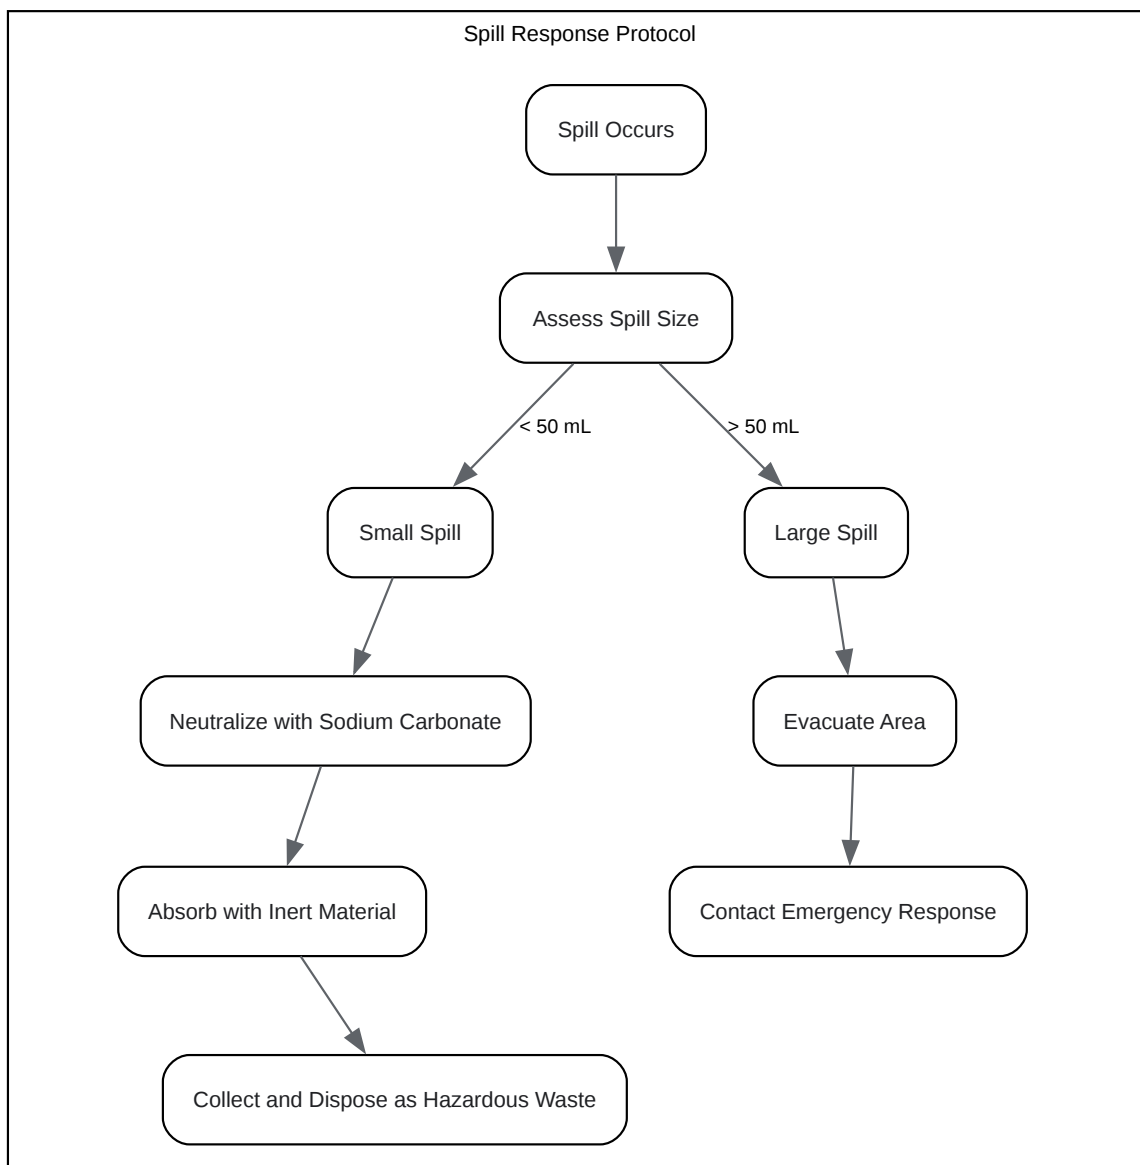 Spill Response Protocol
Spill Occurs
Assess Spill Size
< 50 mL
> 50 mL
Small Spill
Large Spill
Neutralize with Sodium Carbonate
Evacuate Area
Absorb with Inert Material
Contact Emergency Response
Collect and Dispose as Hazardous Waste